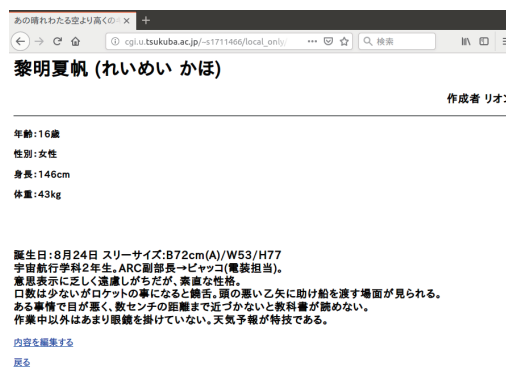 あの晴れわたる空より高くの
cgi.u.tsukuba.ac.jp/~s1711466/local_only/
検索
黎明夏帆 (れいめい かほ)
作成者 リオン
年齢:16歳
性別:女性
身長:146cm
体重:43kg
誕生日:8月24日 スリーサイズ:B72cm(A)/W53/H77
宇宙航行学科2年生。ARC副部長→ビャッコ(電装担当)。
意思表示に乏しく遠慮しがちだが、素直な性格。
口数は少ないがロケットの事になると饒舌。頭の悪い乙矢に助け船を渡す場面が見られる。
ある事情で目が悪く、数センチの距離まで近づかないと教科書が読めない。
作業中以外はあまり眼鏡を掛けていない。天気予報が特技である。
内容を編集する
戻る